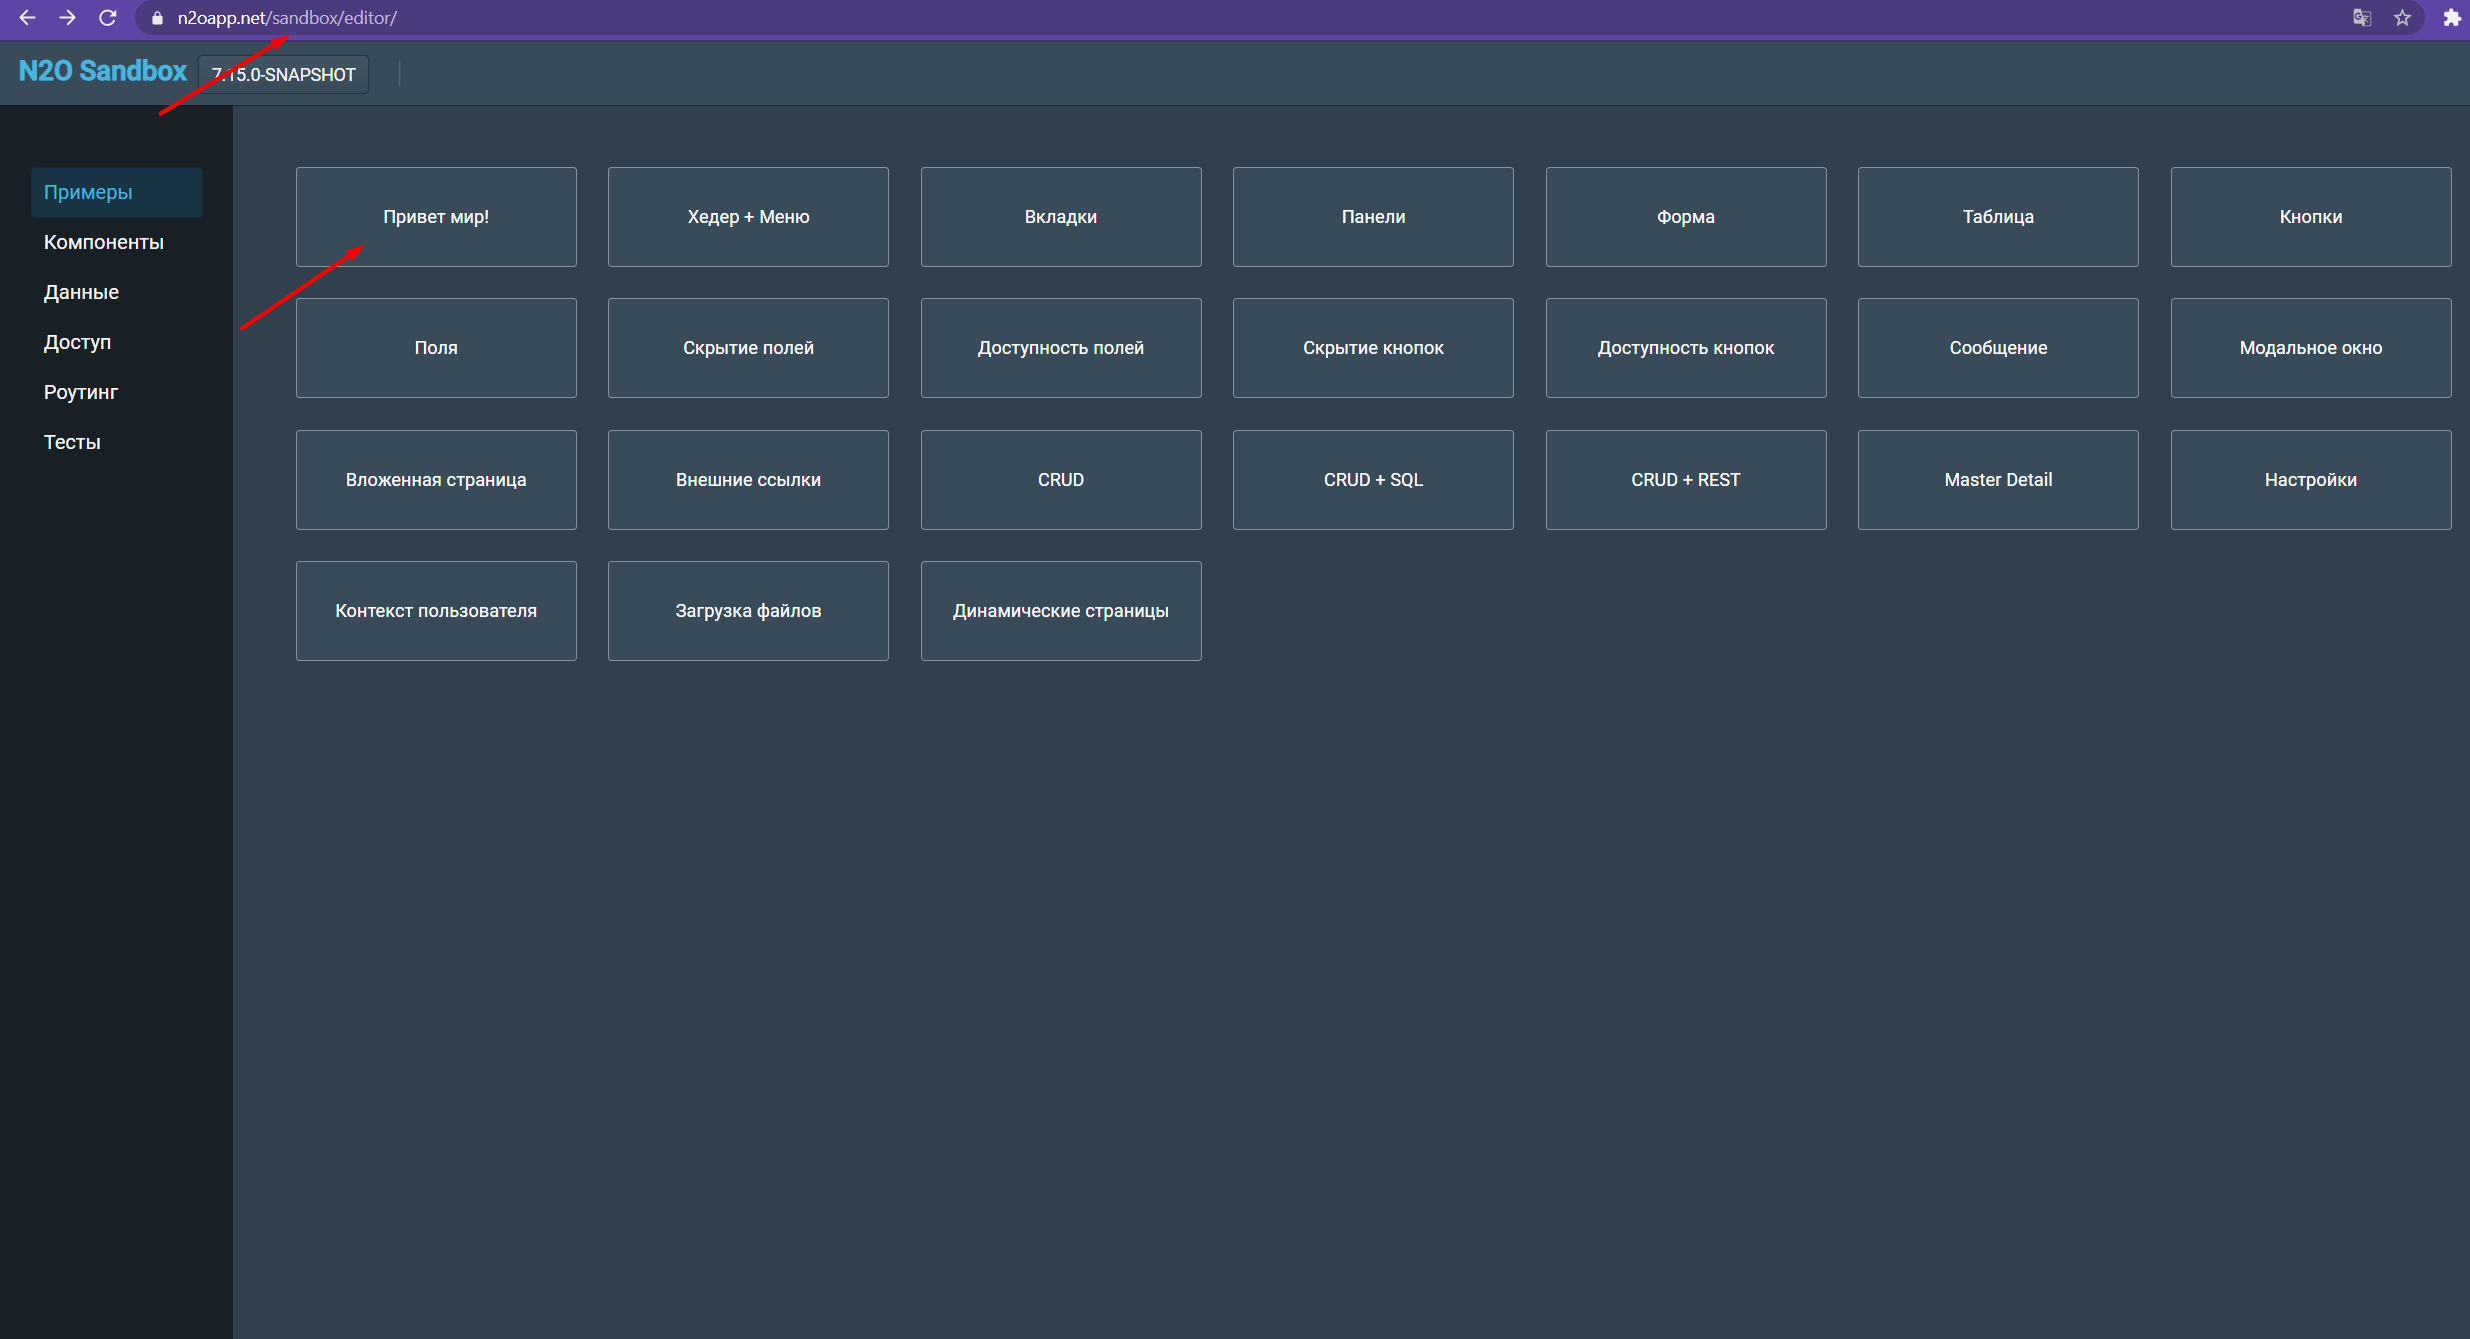 n2oapp.net/sandbox/editor/
N2O Sandbox 7.15.0-SNAPSHOT
Примеры
Компоненты
Данные
Доступ
Роутинг
Тесты
Привет мир! Хедер + Меню Вкладки Панели Форма Таблица Кнопки
Поля Скрытие полей Доступность полей Скрытие кнопок Доступность кнопок Сообщение Модальное окно
Вложенная страница Внешние ссылки CRUD CRUD + SQL CRUD + REST Master Detail Настройки
Контекст пользователя Загрузка файлов Динамические страницы